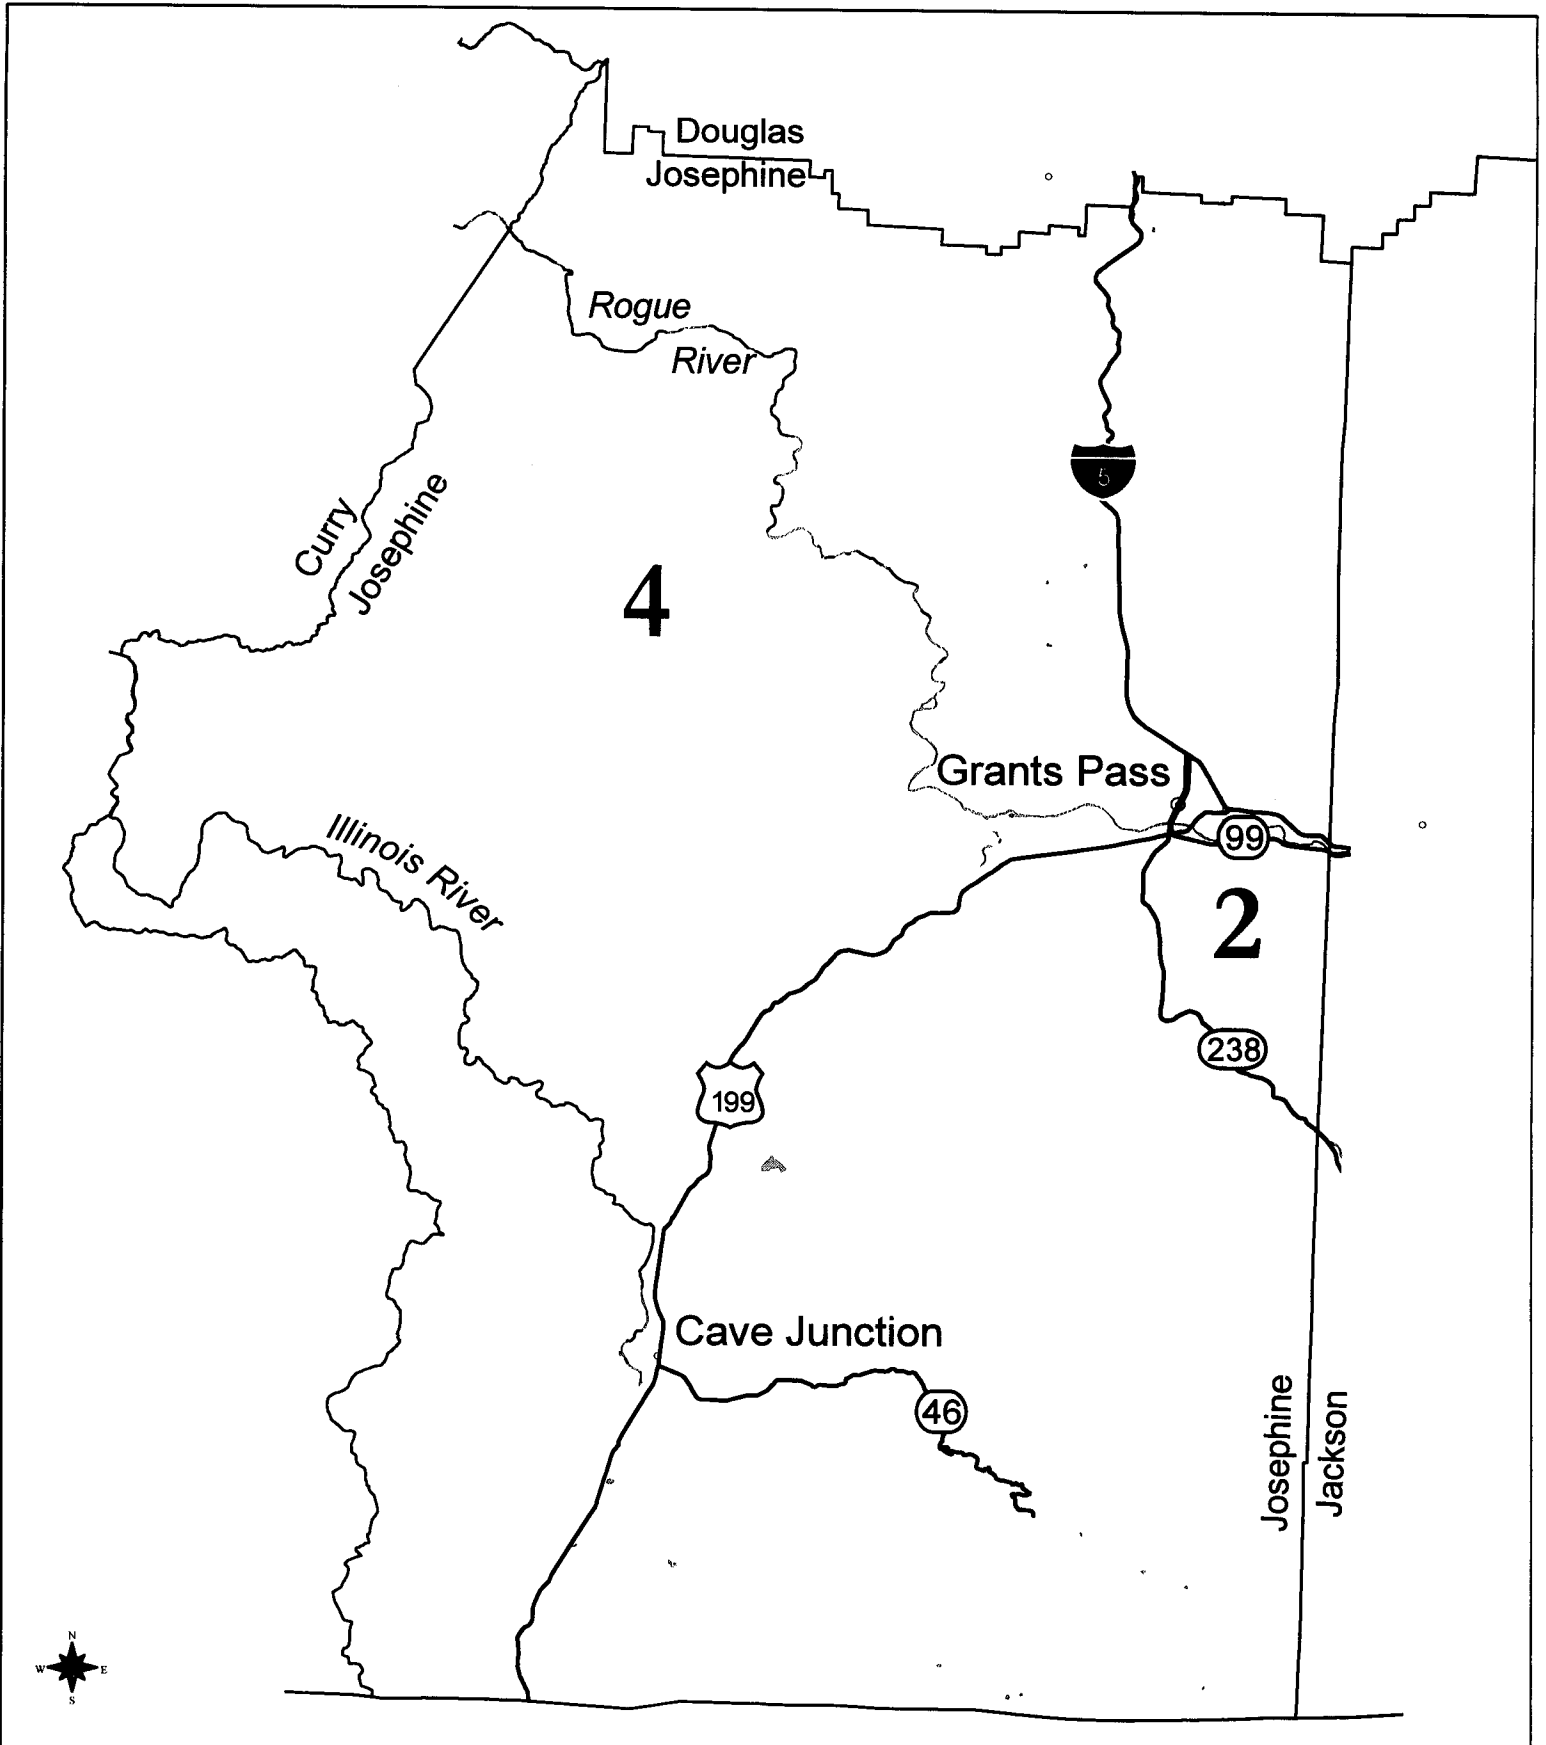 Douglas
Josephine
Rogue
River
5
Curry
Josephine
4
Grants Pass
99
Illinois River
2
238
199
Cave Junction
46
Josephine
Jackson
N
W E
S